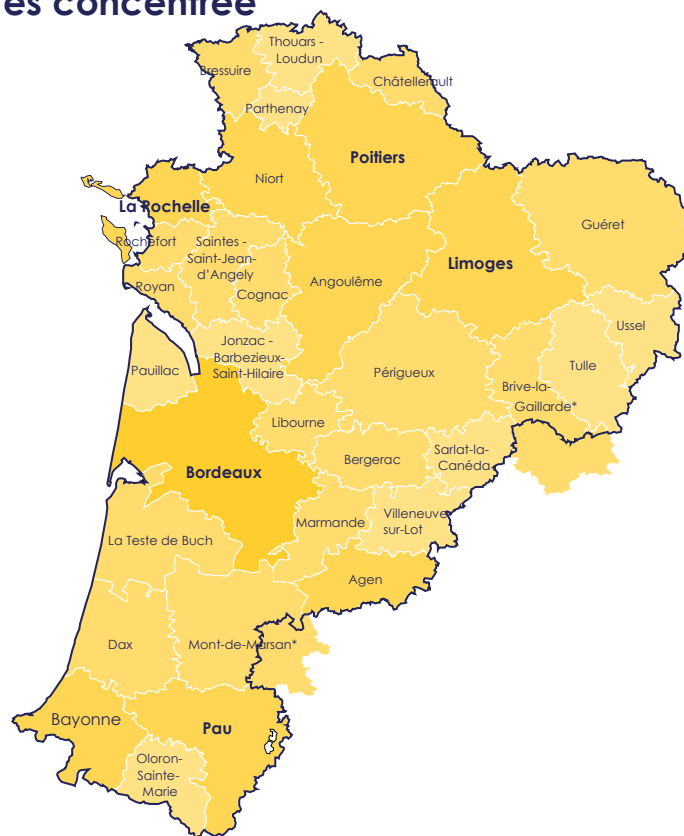 es concentrée
Thouars -
Loudun
Bressuire
Châtellerault
Parthenay
Poitiers
Niort
La Rochelle
Guéret
Rochefort
Saintes -
Saint-Jean-
d'Angely
Limoges
Angoulême
Royan
Cognac
Ussel
Jonzac -
Barbezieux-
Saint-Hilaire
Pauillac
Périgueux
Tulle
Brive-la-
Gaillarde*
Libourne
Sarlat-la-
Canéda
Bergerac
Bordeaux
Villeneuve
sur-Lot
Marmande
La Teste de Buch
Agen
Dax
Mont-de-Marsan*
Bayonne
Pau
Oloron-
Sainte-
Marie